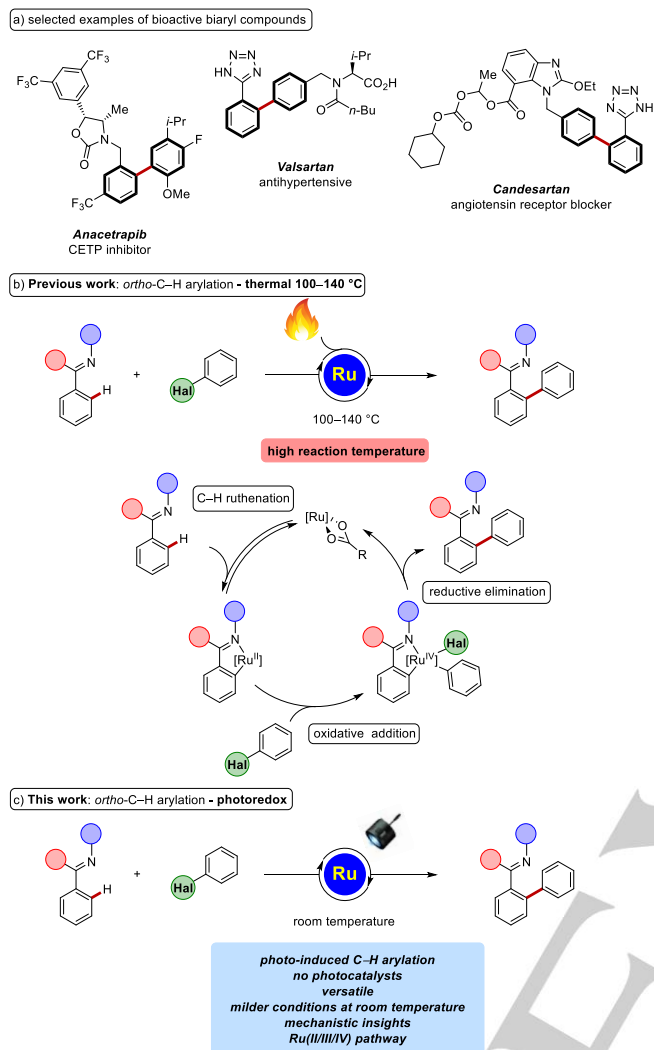 a) selected examples of bioactive biaryl compounds
CF3
F3C
Me
O
O
N
i-Pr
F
OMe
F3C
Anacetrapib
CETP inhibitor
N N
HN N
i-Pr
N CO2H
O n-Bu
Valsartan
antihypertensive
N
OEt
N
Me
O O O
O O
N N
N NH
Candesartan
angiotensin receptor blocker
b) Previous work: ortho-C–H arylation - thermal 100–140 °C
N
H
+
Hal
Ru
100–140 °C
N
high reaction temperature
C–H ruthenation
N
H
[Ru]
O
O
R
N
reductive elimination
N
[RuII]
N
[RuIV]
Hal
Hal
oxidative addition
c) This work: ortho-C–H arylation - photoredox
N
H
+
Hal
Ru
room temperature
N
photo-induced C–H arylation
no photocatalysts
versatile
milder conditions at room temperature
mechanistic insights
Ru(II/III/IV) pathway